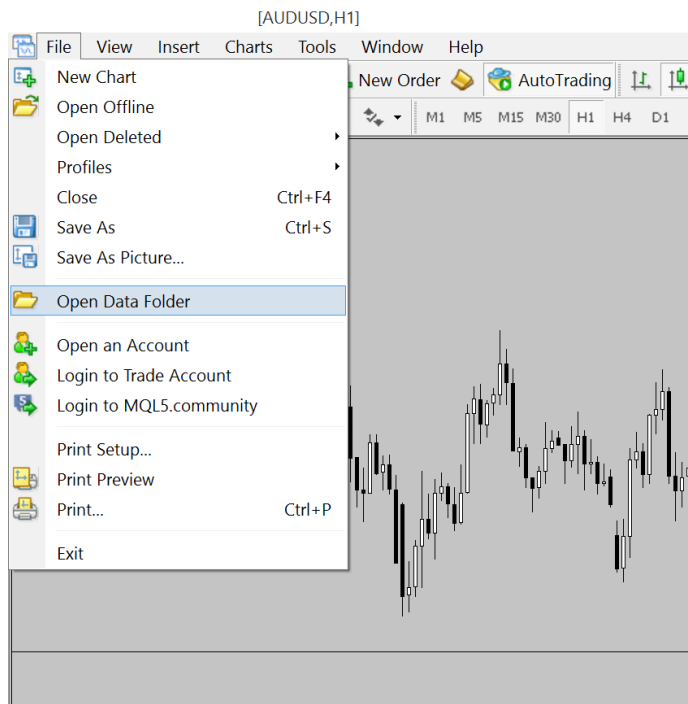 [AUDUSD,H1]
File View Insert Charts Tools Window Help
New Chart
New Order AutoTrading
Open Offline
M1 M5 M15 M30 H1 H4 D1
Open Deleted
Profiles
Close Ctrl+F4
Save As Ctrl+S
Save As Picture...
Open Data Folder
Open an Account
Login to Trade Account
Login to MQL5.community
Print Setup...
Print Preview
Print... Ctrl+P
Exit